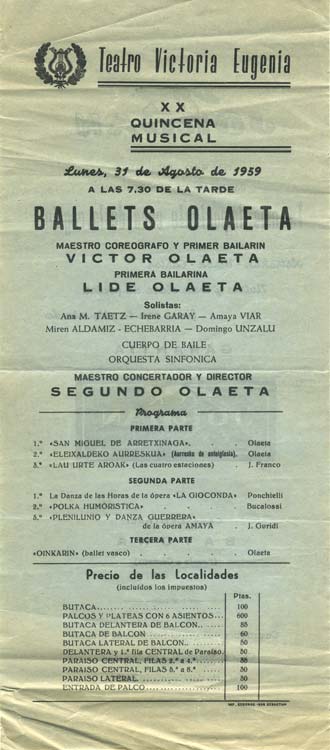 Teatro Victoria Eugenia
XX
QUINCENA
MUSICAL
Lunes, 31 de Agosto de 1959
A LAS 7,30 DE LA TARDE
BALLETS OLAETA
MAESTRO COREOGRAFO Y PRIMER BAILARIN
VICTOR OLAETA
PRIMERA BAILARINA
LIDE OLAETA
Solistas:
Ana M. TAETZ — Irene GARAY — Amaya VIAR
Miren ALDAMIZ - ECHEBARRIA — Domingo UNZALU
CUERPO DE BAILE
ORQUESTA SINFONICA
MAESTRO CONCERTADOR Y DIRECTOR
SEGUNDO OLAETA
Programa
PRIMERA PARTE
1.º «SAN MIGUEL DE ARRETXINAGA». . . . Olaeta
2.º «ELEIXALDEKO AURRESKUA» (Aurresku de anteiglesia). Olaeta
3.º «LAU URTE AROAK» (Las cuatro estaciones) . J. Franco
SEGUNDA PARTE
1.º La Danza de las Horas de la ópera «LA GIOCONDA» Ponchielli
2.º «POLKA HUMORISTICA» . . . . Bucalossi
3.º «PLENILUNIO Y DANZA GUERRERA»
de la ópera AMAYA . J. Guridi
TERCERA PARTE
«OINKARIN» (ballet vasco) . . . . . Olaeta
Precio de las Localidades
(incluídos los impuestos)
Ptas.
BUTACA 100
PALCOS Y PLATEAS CON 6 ASIENTOS 600
BUTACA DELANTERA DE BALCON
BUTACA DE BALCON 60
BUTACA LATERAL DE BALCON 50
DELANTERA y 1.ª fila CENTRAL de Paraíso
PARAISO CENTRAL, FILAS 2.ª a 4.ª
PARAISO CENTRAL, FILAS 5.ª a 8.ª
PARAISO LATERAL
ENTRADA DE PALCO 100